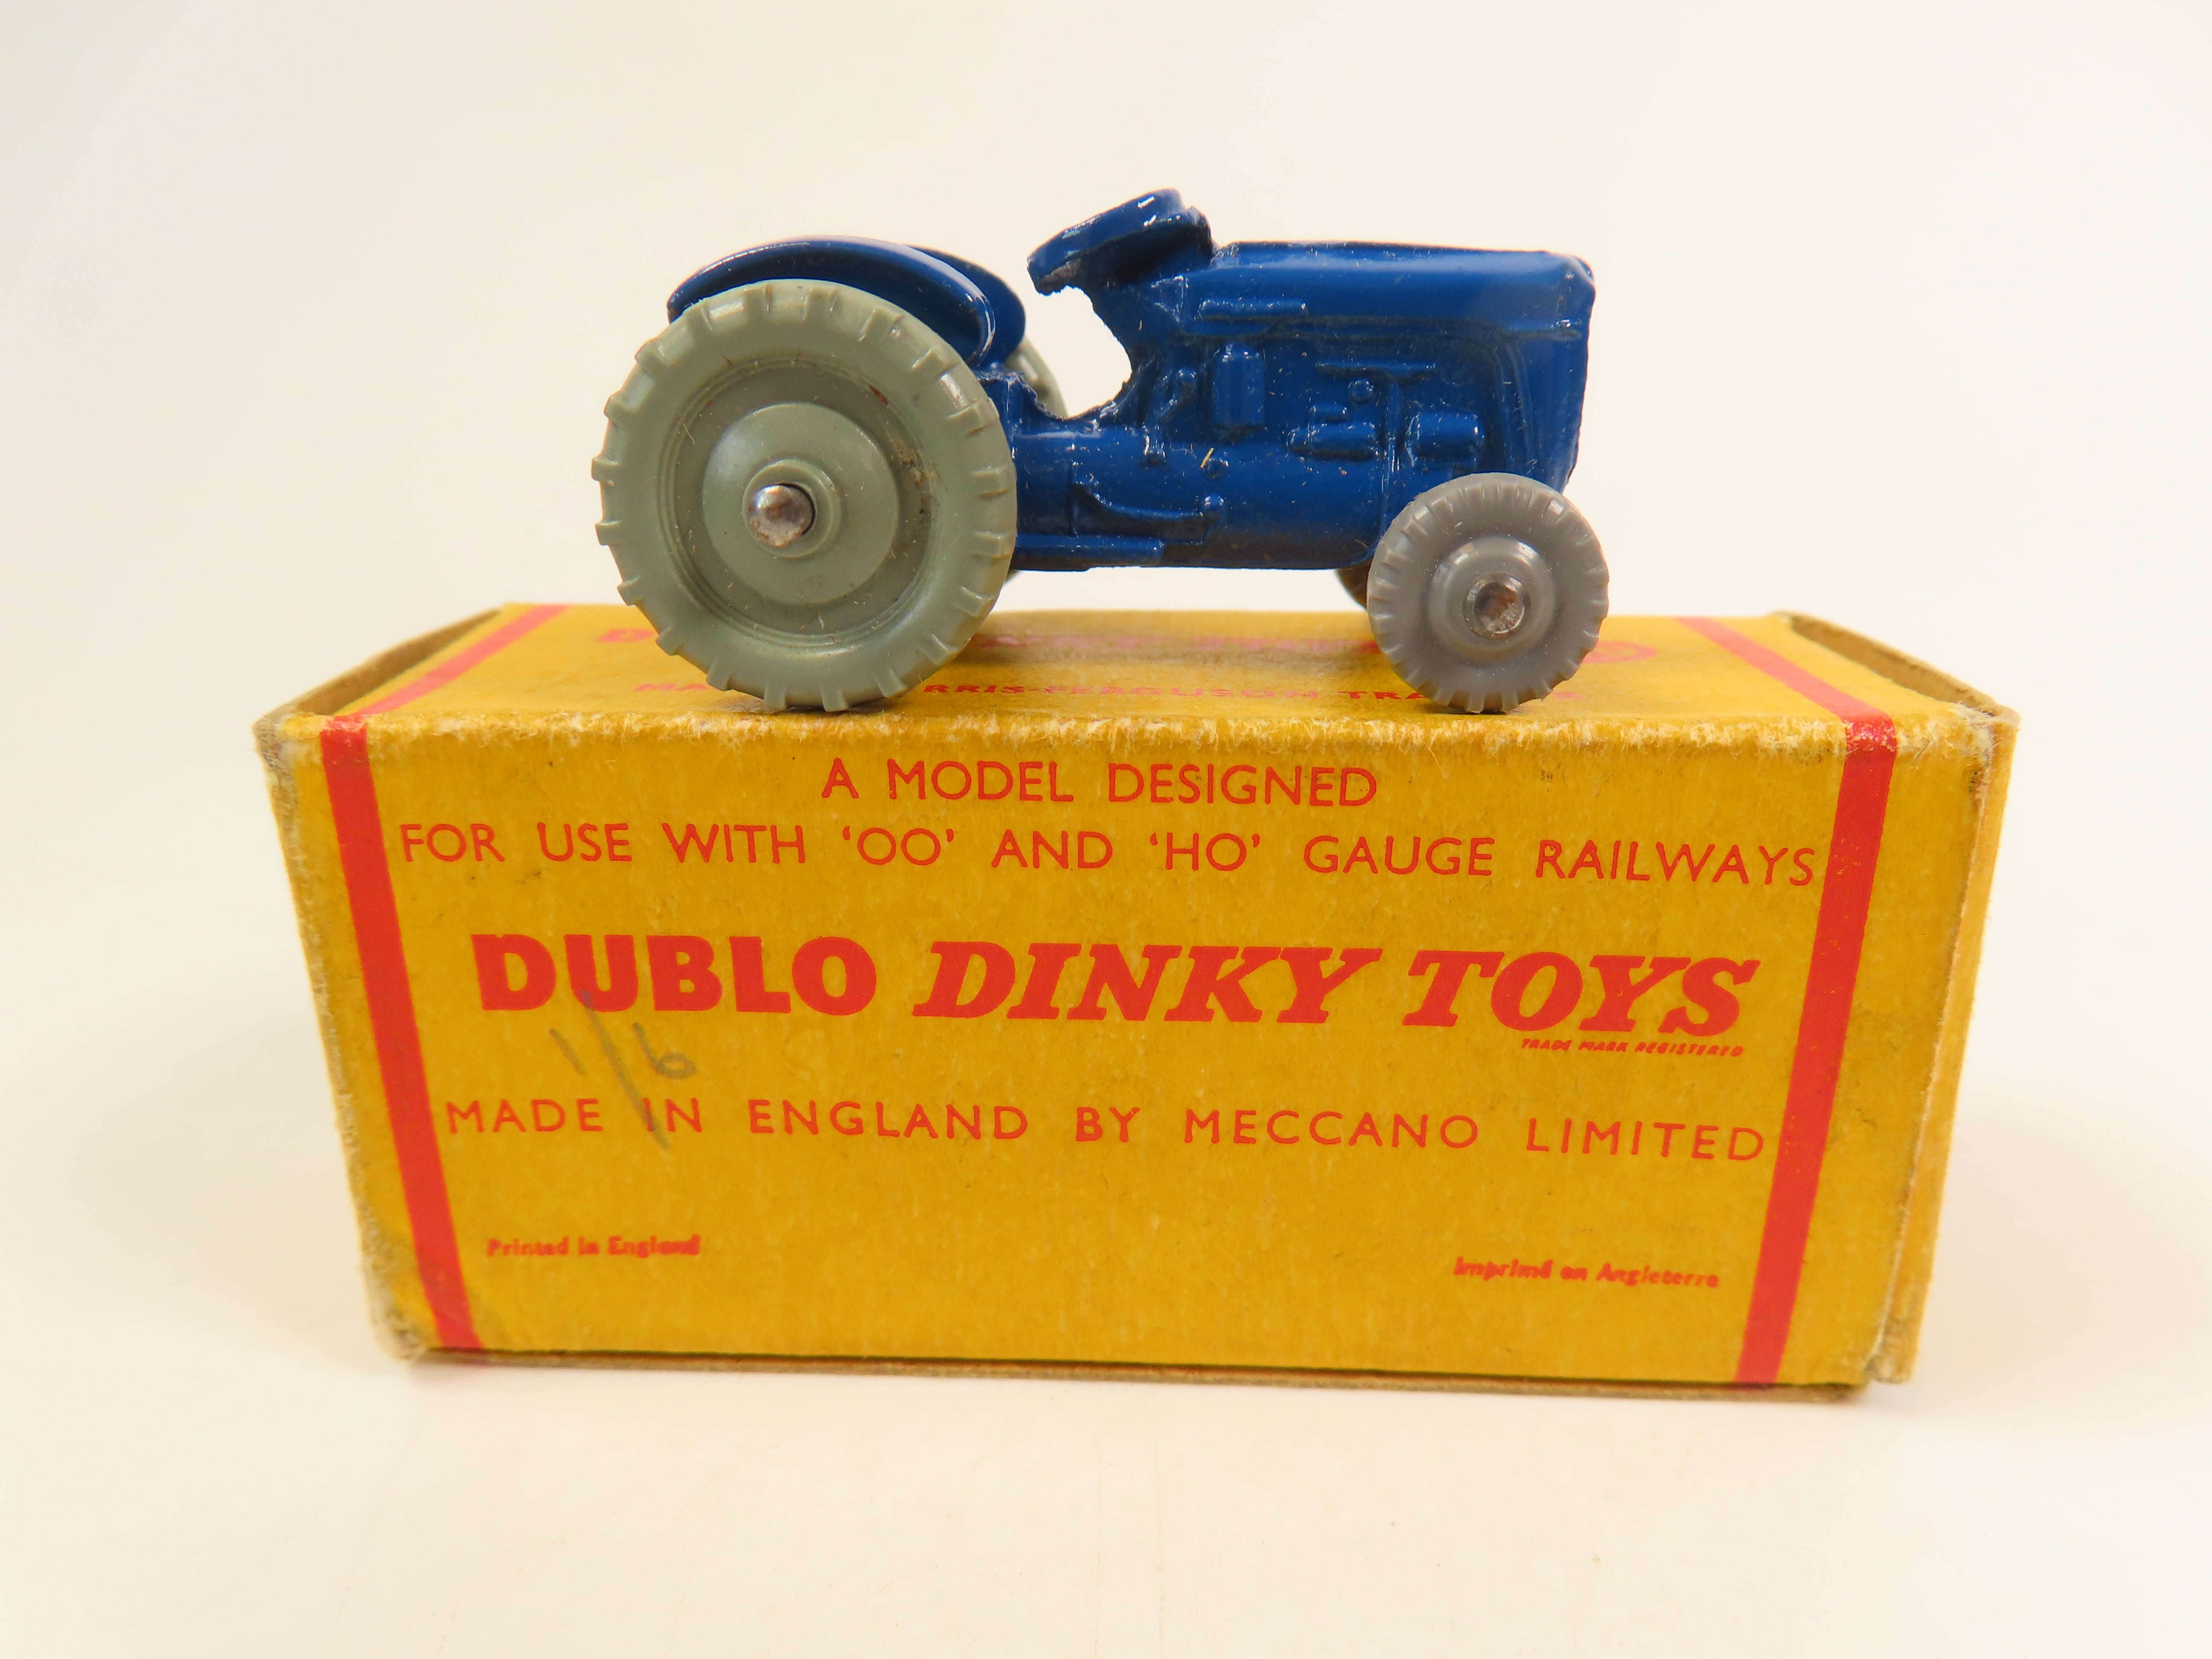 A MODEL DESIGNED
FOR USE WITH ‘OO’ AND ‘HO’ GAUGE RAILWAYS
DUBLO DINKY TOYS
TRADE MARK REGISTERED
1/6
MADE IN ENGLAND BY MECCANO LIMITED
Printed in England
Imprimé en Angleterre